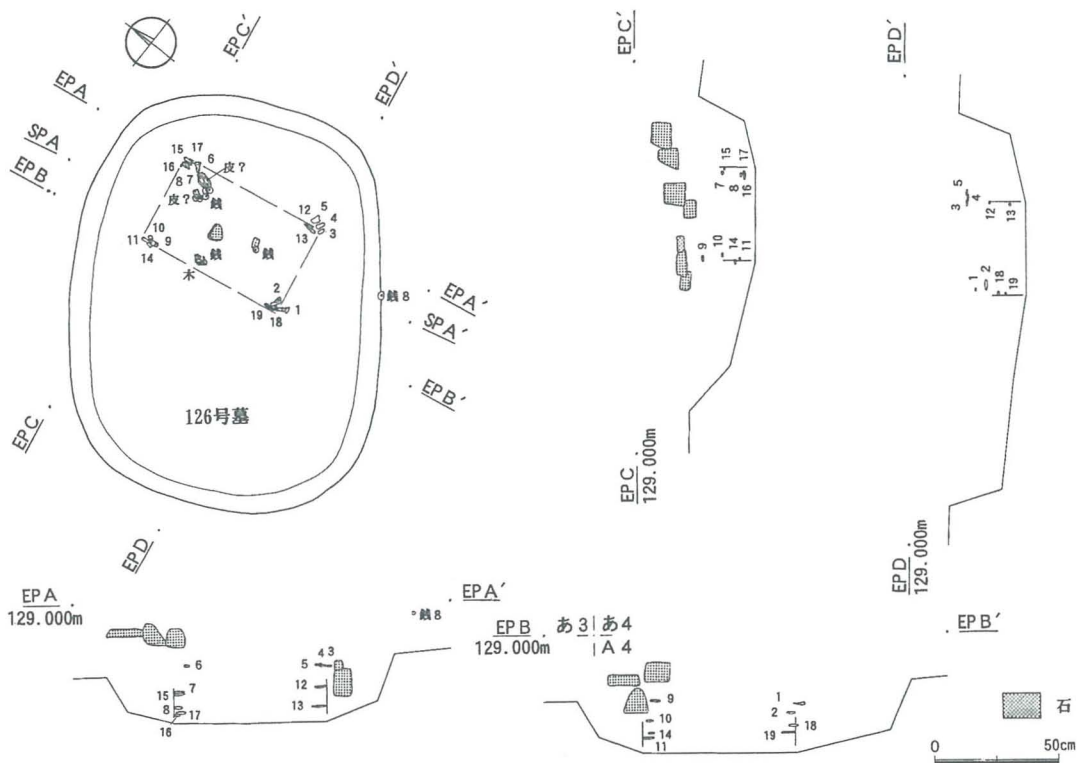 EPC′
EPD′
EPA
SPA
EPB
15 17 6
16 8 7 皮?
皮? 銭
12 5
4
13 3
11 10 9
14
銭 銭
木
2
19 18 1
銭8
EPA′
SPA′
EPB′
126号墓
EPC
EPD
EPC′
15 17
7 8 16
9 10 14 11
EPC
129.000m
EPD′
5
3 4
12 13
1 2 18 19
EPD
129.000m
EPA
129.000m
EPA′
銭8
6
4 3
5
15 7
12
8
17
13
16
EPB
129.000m
あ3 あ4
A4
EPB′
9
1
10
2
18
14
19
11
石
0 50cm